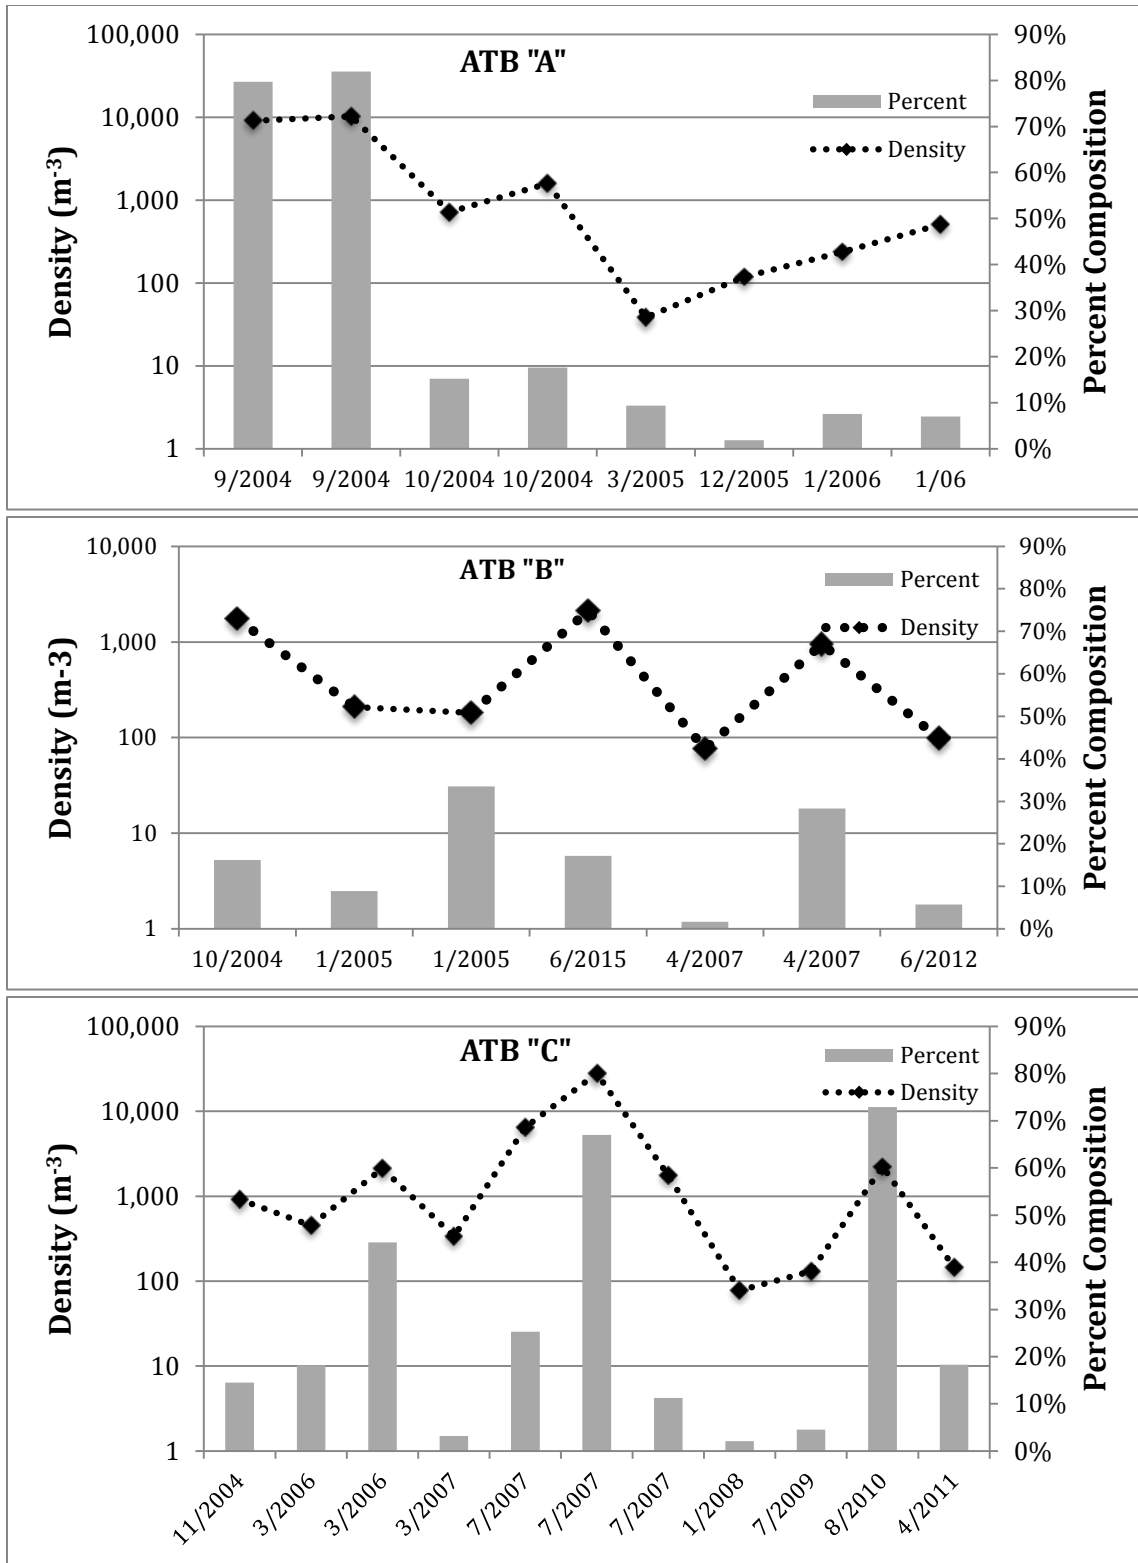 ATB "A"
Density (m-3)
100,000
10,000
1,000
100
10
1
Percent
Density
90%
80%
70%
60%
50%
40%
30%
20%
10%
0%
Percent Composition
9/2004 9/2004 10/2004 10/2004 3/2005 12/2005 1/2006 1/06
ATB "B"
Density (m-3)
10,000
1,000
100
10
1
Percent
Density
90%
80%
70%
60%
50%
40%
30%
20%
10%
0%
Percent Composition
10/2004 1/2005 1/2005 6/2015 4/2007 4/2007 6/2012
ATB "C"
Density (m-3)
100,000
10,000
1,000
100
10
1
Percent
Density
90%
80%
70%
60%
50%
40%
30%
20%
10%
0%
Percent Composition
11/2004 3/2006 3/2006 3/2007 7/2007 7/2007 7/2007 1/2008 7/2009 8/2010 4/2011